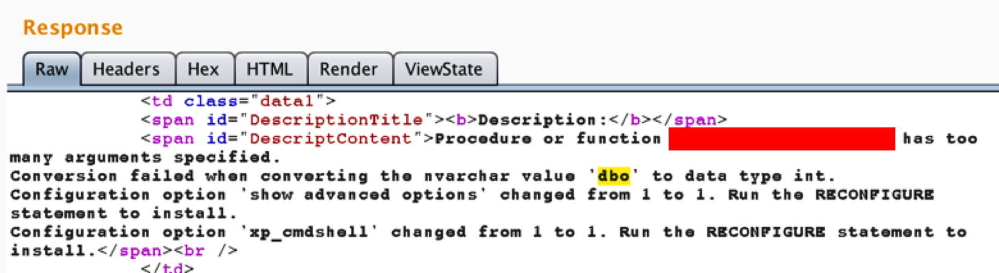 Response
Raw Headers Hex HTML Render ViewState
<td class="data1">
<span id="DescriptionTitle"><b>Description:</b></span>
<span id="DescriptContent">Procedure or function has too
many arguments specified.
Conversion failed when converting the nvarchar value 'dbo' to data type int.
Configuration option 'show advanced options' changed from 1 to 1. Run the RECONFIGURE
statement to install.
Configuration option 'xp_cmdshell' changed from 1 to 1. Run the RECONFIGURE statement to
install.</span><br />
</td>